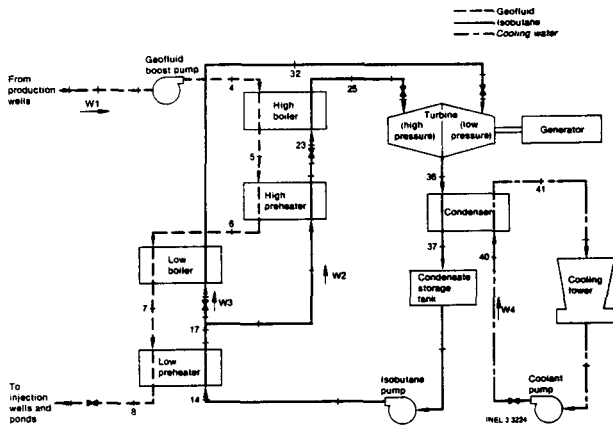 Geofluid
Isobutane
Cooling water
Geofluid
boost pump
32
From
production
wells
W1
4
25
High
boiler
Turbine
(high
pressure)
(low
pressure)
Generator
23
5
High
preheater
36
41
6
Condenser
Low
boiler
37
40
W2
Condensate
storage
tank
Cooling
tower
7
W3
W4
17
Low
preheater
To
injection
wells and
ponds
8
14
Isobutane
pump
Coolant
pump
INEL 3 3224